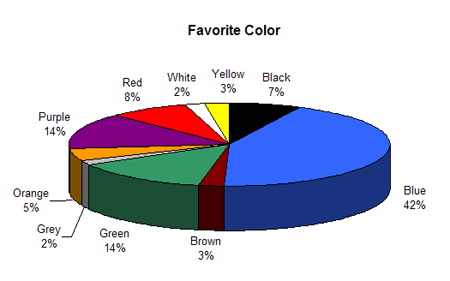 Favorite Color
Yellow
3%
Black
7%
White
2%
Red
8%
Purple
14%
Blue
42%
Orange
5%
Grey
2%
Green
14%
Brown
3%